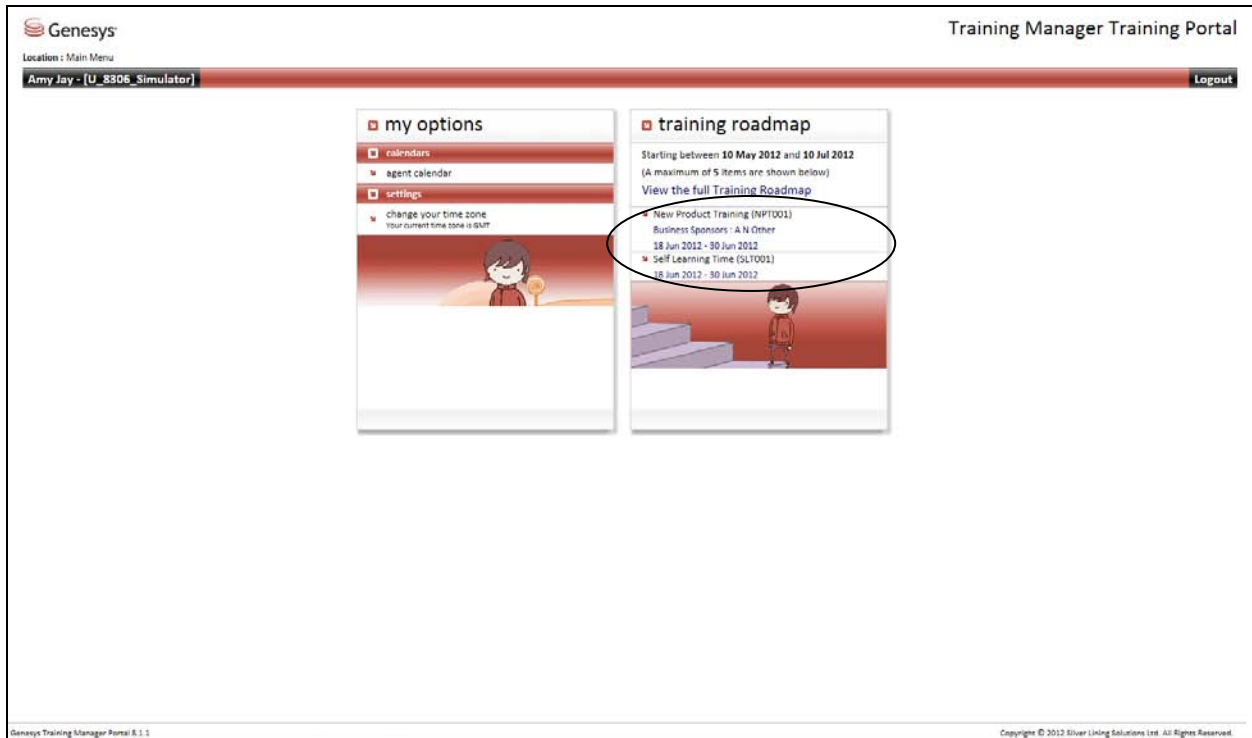 Genesys
Training Manager Training Portal
Location : Main Menu
Amy Jay - [U_8306_Simulator]
Logout
my options
calendars
agent calendar
settings
change your time zone
Your current time zone is GMT
training roadmap
Starting between 10 May 2012 and 10 Jul 2012
(A maximum of 5 items are shown below)
View the full Training Roadmap
New Product Training (NPT001)
Business Sponsors : A N Other
18 Jun 2012 - 30 Jun 2012
Self Learning Time (SLT001)
18 Jun 2012 - 30 Jun 2012
Genesys Training Manager Portal 8.1.1
Copyright © 2012 Silver Lining Solutions Ltd. All Rights Reserved.